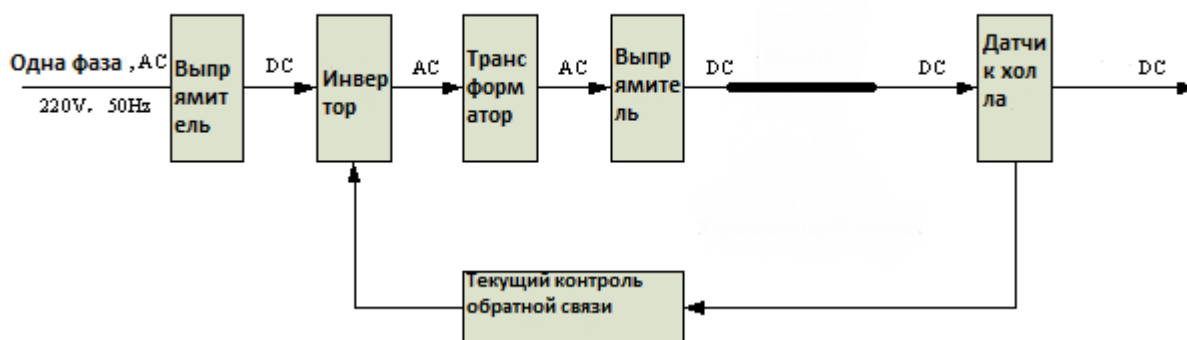 Одна фаза ,AC
220V. 50Hz
Выпр
ямит
ель
DC
Инвер
тор
AC
Транс
форм
атор
AC
Выпр
ямите
ль
DC
DC
Датчи
к хол
ла
DC
Текущий контроль
обратной связи